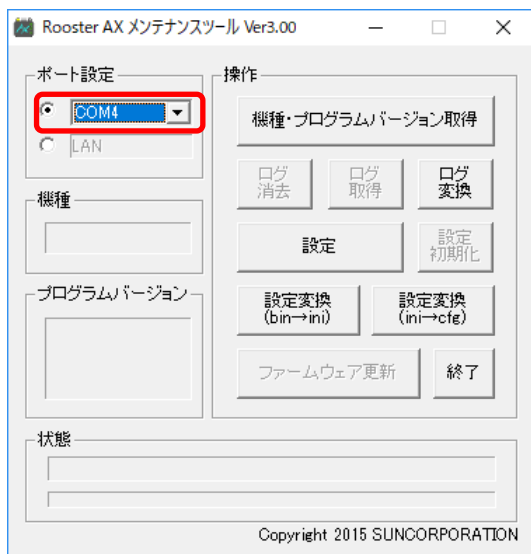 Rooster AX メンテナンスツール Ver3.00
ポート設定
COM4
LAN
機種
プログラムバージョン
操作
機種・プログラムバージョン取得
ログ
消去
ログ
取得
ログ
変換
設定
設定
初期化
設定変換
(bin→ini)
設定変換
(ini→cfg)
ファームウェア更新
終了
状態
Copyright 2015 SUNCORPORATION